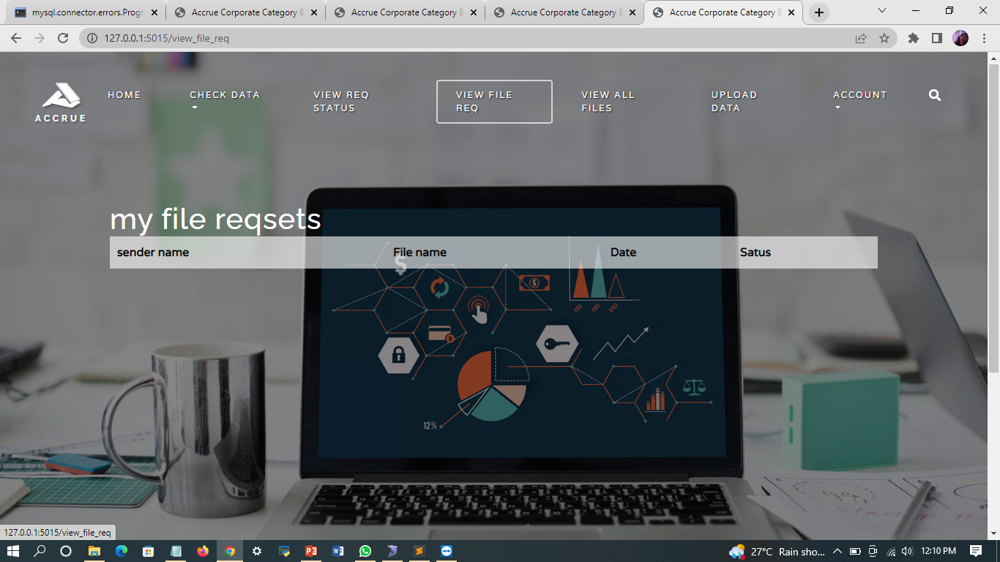 mysql.connector.errors.Progr
Accrue Corporate Category B
Accrue Corporate Category B
Accrue Corporate Category B
Accrue Corporate Category B
127.0.0.1:5015/view_file_req
ACCRUE
HOME
CHECK DATA
VIEW REQ
STATUS
VIEW FILE
REQ
VIEW ALL
FILES
UPLOAD
DATA
ACCOUNT
my file reqsets
sender name File name Date Satus
$
$
$
12%
127.0.0.1:5015/view_file_req
27°C Rain sho... 12:10 PM